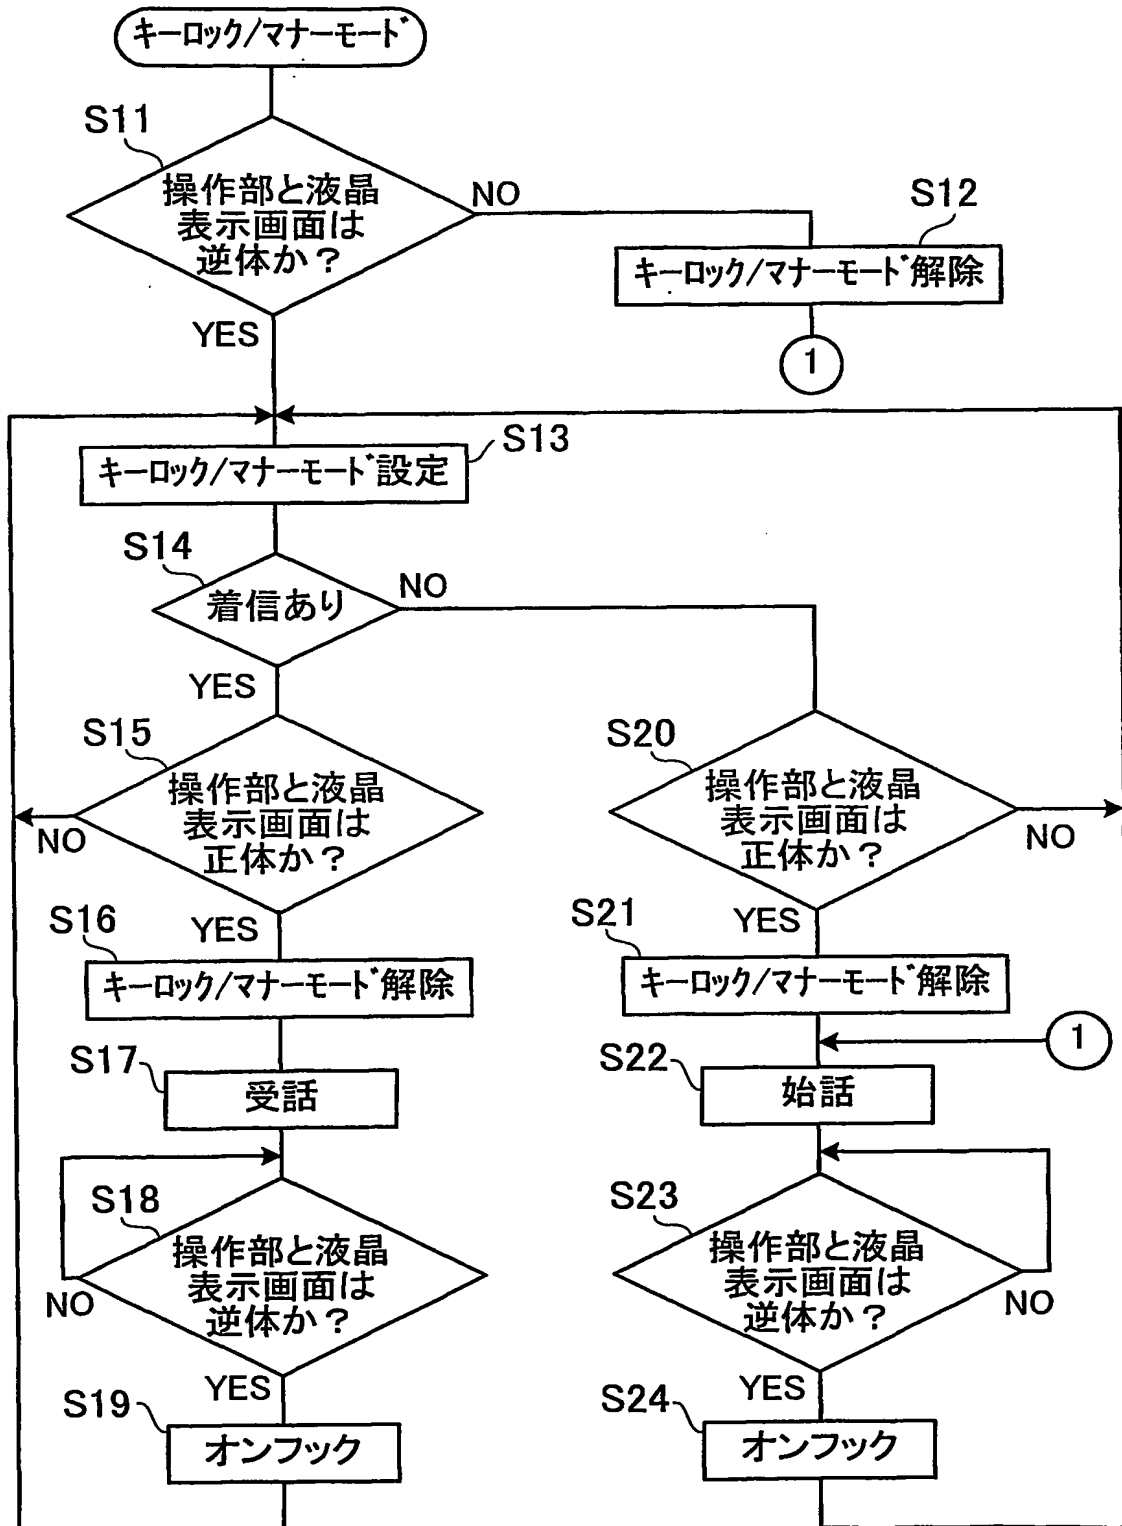 キーロック/マナーモード
S11
操作部と液晶
表示画面は
逆体か？
NO
YES
S12
キーロック/マナーモード解除
1
S13
キーロック/マナーモード設定
S14
着信あり
NO
YES
S15
操作部と液晶
表示画面は
正体か？
NO
YES
S20
操作部と液晶
表示画面は
正体か？
NO
YES
S16
キーロック/マナーモード解除
S21
キーロック/マナーモード解除
1
S17
受話
S22
始話
S18
操作部と液晶
表示画面は
逆体か？
NO
YES
S23
操作部と液晶
表示画面は
逆体か？
NO
YES
S19
オンフック
S24
オンフック